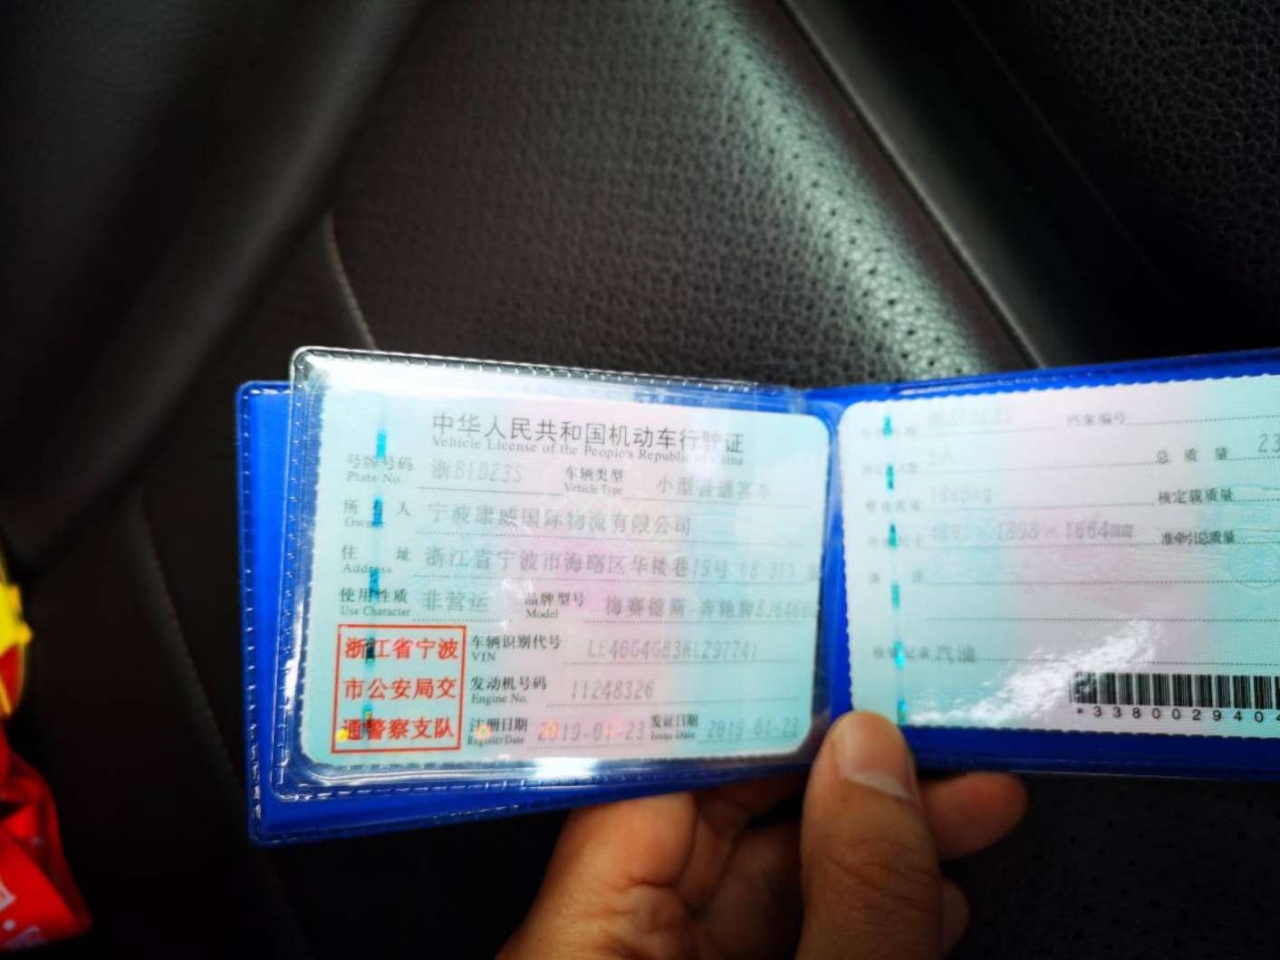 中华人民共和国机动车行驶证
Vehicle License of the People's Republic of China
号牌号码 浙B1D235 车辆类型 小型普通客车
Plate No. Vehicle Type
所有人 宁波康威国际物流有限公司
Owner
住址 浙江省宁波市海曙区华楼巷19号
Address
使用性质 非营运 品牌型号 梅赛德斯-奔驰牌
Use Character Model
浙江省宁波
市公安局交
通警察支队
车辆识别代号
VIN
发动机号码 11248326
Engine No.
注册日期 2019-01-23 发证日期 2019-01-23
Register Date Issue Date
档案编号
总质量 23
核定载质量
准牵引总质量
汽油
*3380029404